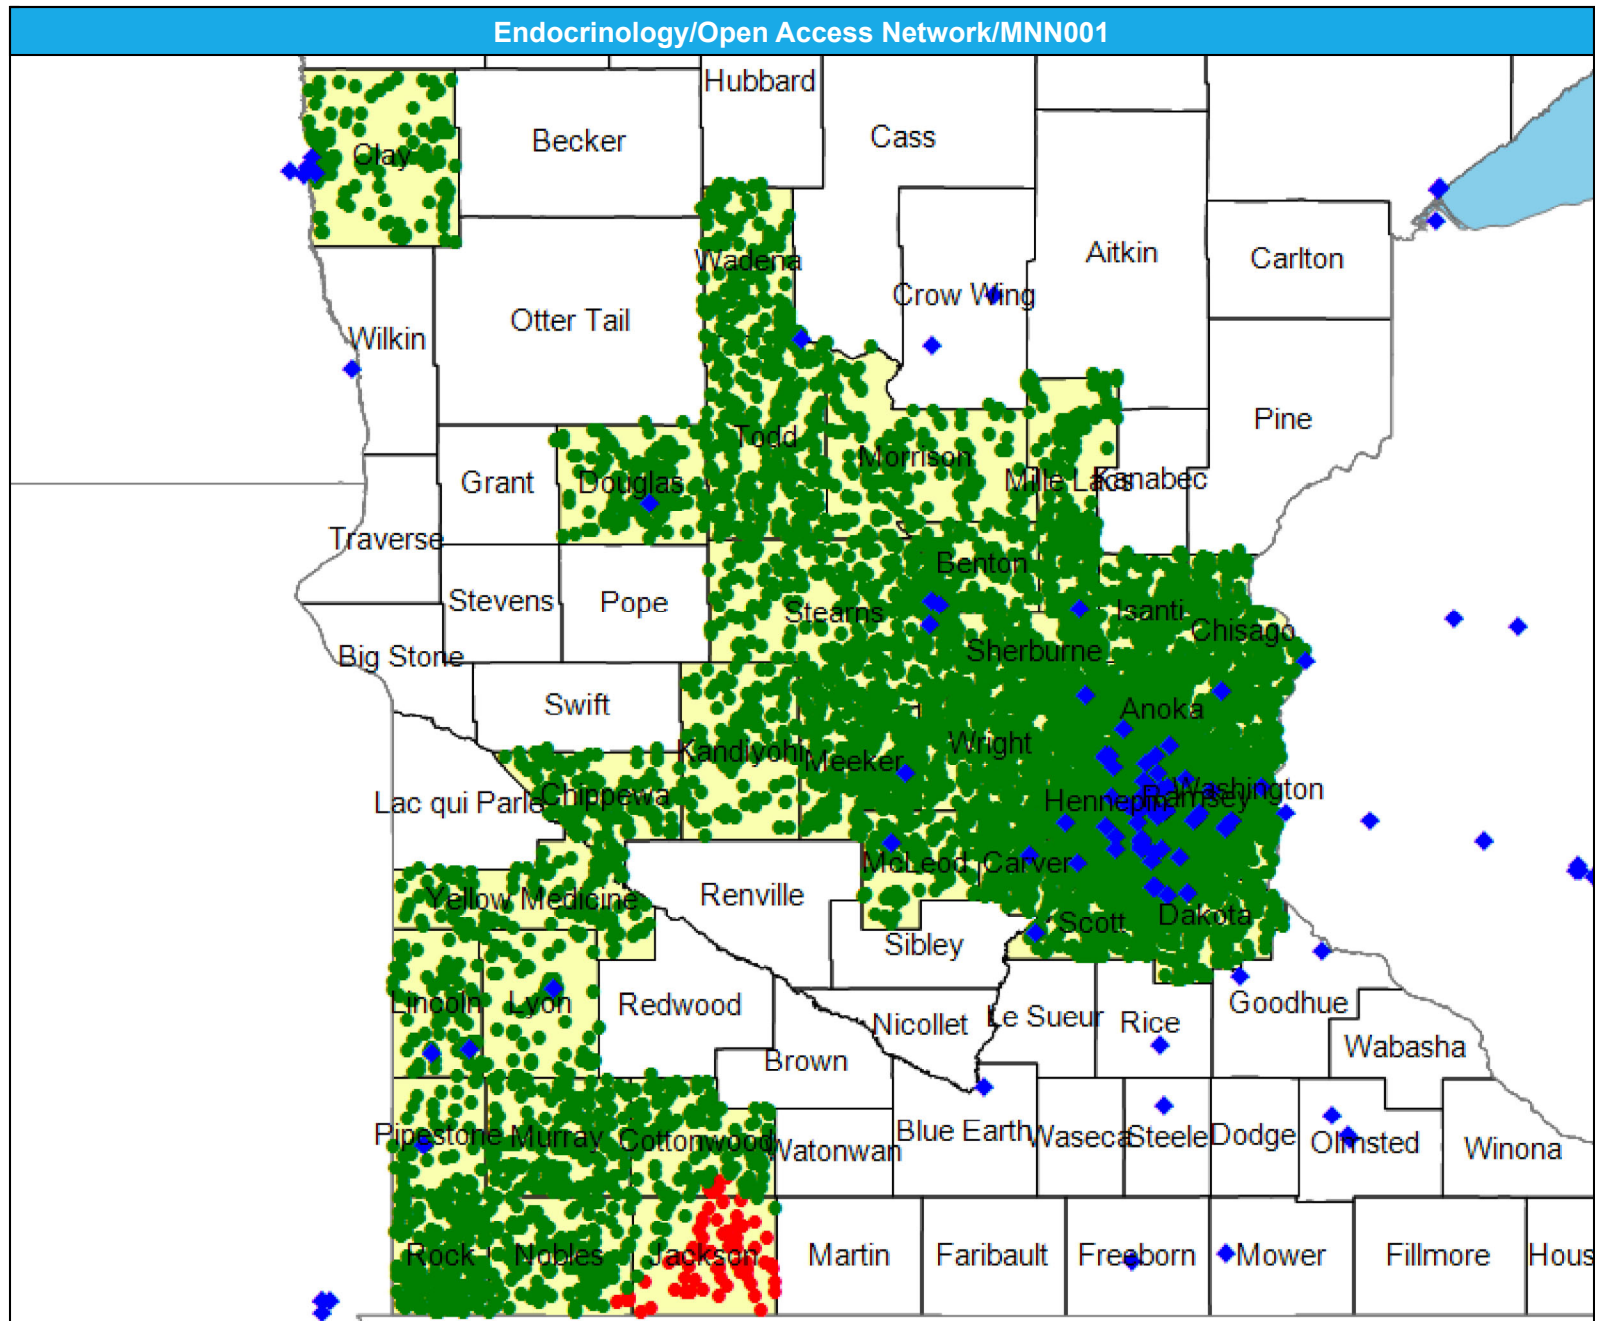 Endocrinology/Open Access Network/MNN001
Hubbard
Cass
Becker
Clay
Aitkin
Carlton
Wadena
Crow Wing
Otter Tail
Wilkin
Pine
Todd
Morrison
Grant
Douglas
Mille Lacs
Kanabec
Traverse
Benton
Stevens
Pope
Stearns
Isanti
Chisago
Big Stone
Sherburne
Swift
Anoka
Kandiyohi
Meeker
Wright
Lac qui Parle
Chippewa
Hennepin
Ramsey
Washington
McLeod
Carver
Yellow Medicine
Renville
Scott
Dakota
Sibley
Lincoln
Lyon
Redwood
Nicollet
Le Sueur
Rice
Goodhue
Brown
Wabasha
Pipestone
Murray
Cottonwood
Watonwan
Blue Earth
Waseca
Steele
Dodge
Olmsted
Winona
Rock
Nobles
Jackson
Martin
Faribault
Freeborn
Mower
Fillmore
Hous